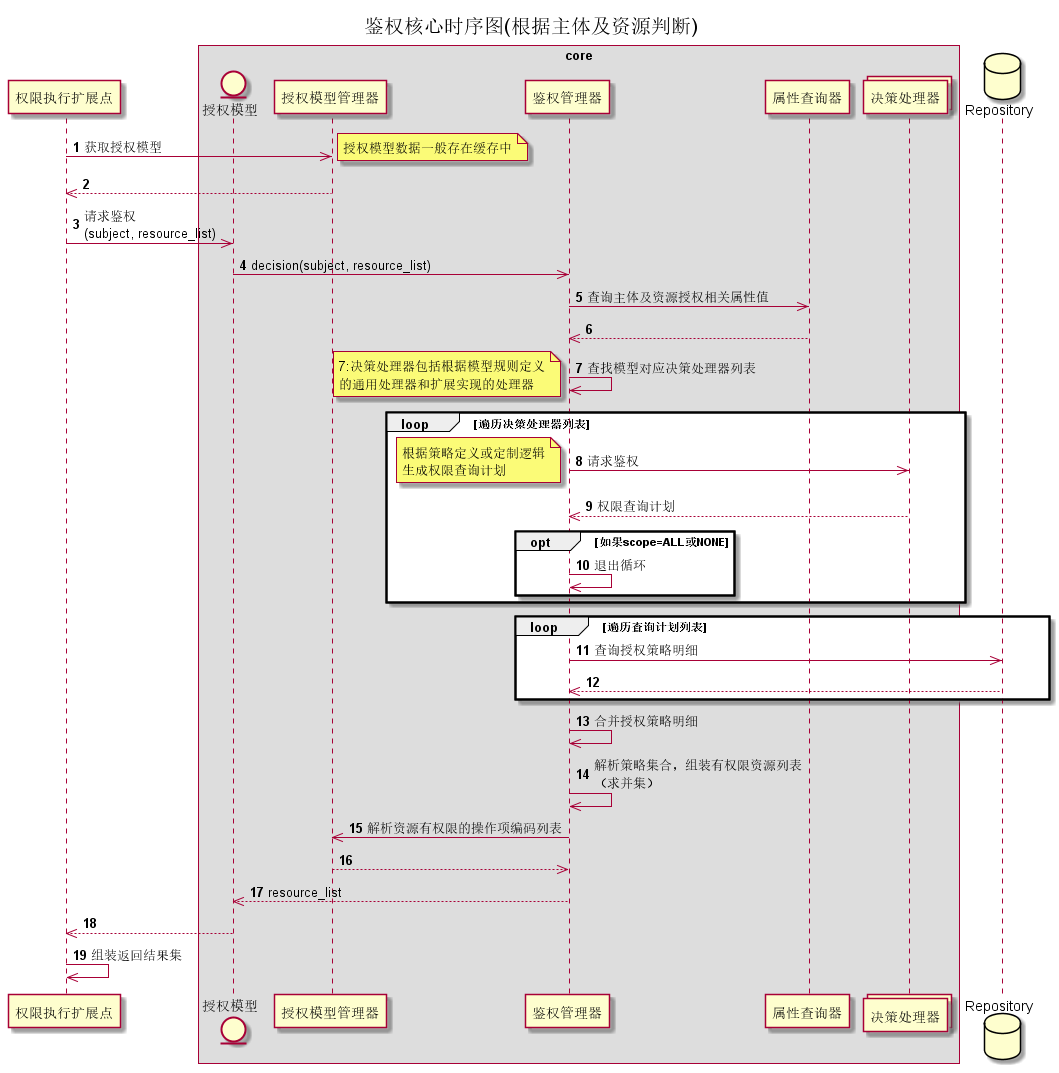 鉴权核心时序图(根据主体及资源判断)
core
权限执行扩展点
授权模型
授权模型管理器
鉴权管理器
属性查询器
决策处理器
Repository
1 获取授权模型
授权模型数据一般存在缓存中
2
3 请求鉴权
(subject, resource_list)
4 decision(subject, resource_list)
5 查询主体及资源授权相关属性值
6
7:决策处理器包括根据模型规则定义
的通用处理器和扩展实现的处理器
7 查找模型对应决策处理器列表
loop [遍历决策处理器列表]
根据策略定义或定制逻辑
生成权限查询计划
8 请求鉴权
9 权限查询计划
opt [如果scope=ALL或NONE]
10 退出循环
loop [遍历查询计划列表]
11 查询授权策略明细
12
13 合并授权策略明细
14 解析策略集合，组装有权限资源列表
（求并集）
15 解析资源有权限的操作项编码列表
16
17 resource_list
18
19 组装返回结果集
权限执行扩展点
授权模型
授权模型管理器
鉴权管理器
属性查询器
决策处理器
Repository